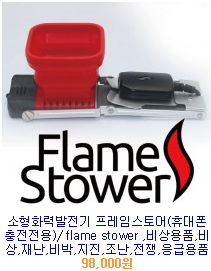 Flame
Stower
소형화력발전기 프레임스토어(휴대폰
충전전용)/flame stower ,비상용품,비
상,재난,비박,지진,조난,전쟁,응급용품
98,000원